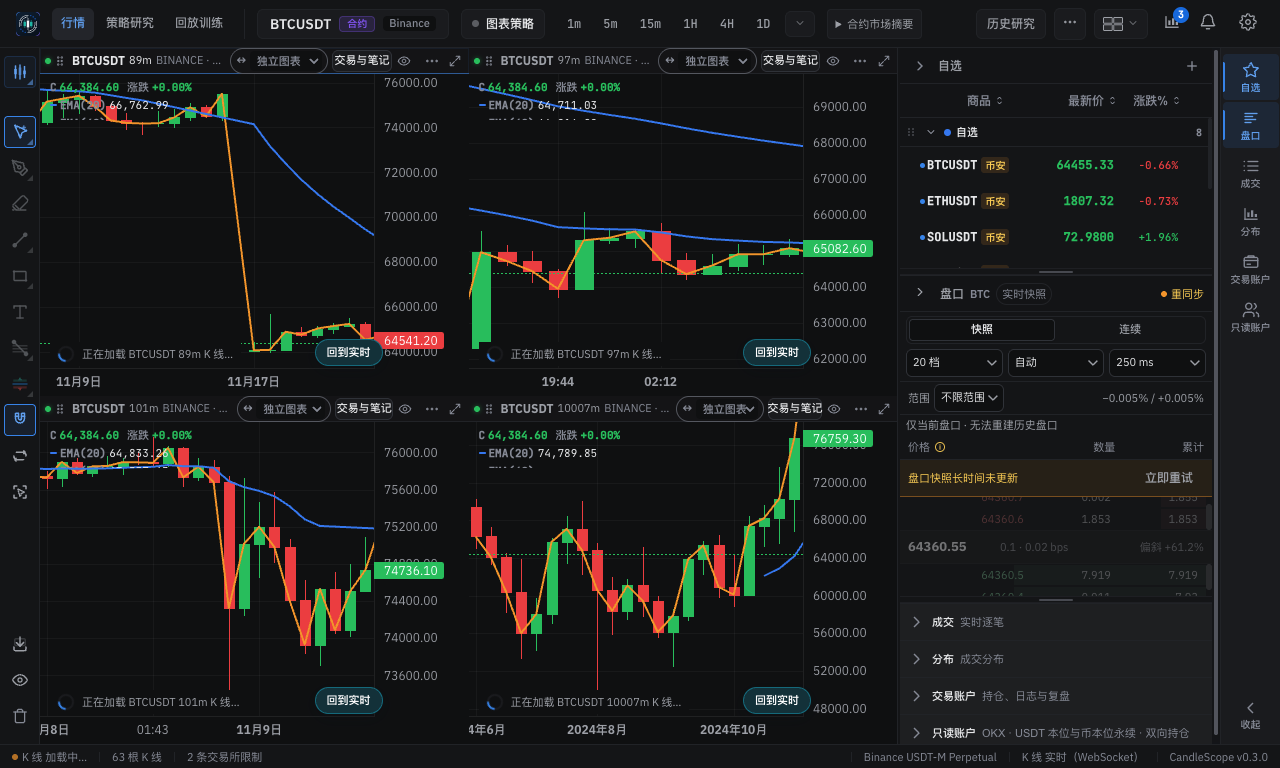 行情 策略研究 回放训练 BTCUSDT 合约 Binance 图表策略 1m 5m 15m 1H 4H 1D 合约市场摘要 历史研究 ··· 3
BTCUSDT 89m BINANCE · ... 独立图表 交易与笔记 ···
C 64,384.60 涨跌 +0.00%
EMA(20) 66,762.99
76000.00
74000.00
72000.00
70000.00
68000.00
66000.00
64541.20
64000.00
正在加载 BTCUSDT 89m K 线...
回到实时
11月9日 11月17日
BTCUSDT 97m BINANCE · ... 独立图表 交易与笔记 ···
C 64,384.60 涨跌 +0.00%
EMA(20) 64,711.03
69000.00
68000.00
67000.00
66000.00
65082.60
64000.00
63000.00
62000.00
正在加载 BTCUSDT 97m K 线...
回到实时
19:44 02:12
BTCUSDT 101m BINANCE · ... 独立图表 交易与笔记 ···
C 64,384.60 涨跌 +0.00%
EMA(20) 64,833.26
76000.00
75600.00
75200.00
74736.10
74400.00
74000.00
73600.00
正在加载 BTCUSDT 101m K 线...
回到实时
月8日 01:43 11月9日
BTCUSDT 10007m BINANCE · ... 独立图表 交易与笔记 ···
C 64,384.60 涨跌 +0.00%
EMA(20) 74,789.85
76759.30
72000.00
68000.00
64000.00
60000.00
56000.00
52000.00
48000.00
正在加载 BTCUSDT 10007m K 线...
回到实时
年6月 2024年8月 2024年10月
自选
商品 最新价 涨跌%
自选 8
BTCUSDT 币安 64455.33 -0.66%
ETHUSDT 币安 1807.32 -0.73%
SOLUSDT 币安 72.9800 +1.96%
盘口 BTC 实时快照 重同步
快照 连续
20 档 自动 250 ms
范围 不限范围 −0.005% / +0.005%
仅当前盘口 · 无法重建历史盘口
价格 数量 累计
盘口快照长时间未更新 立即重试
64360.6 1.853 1.853
64360.55 0.1 · 0.02 bps 偏斜 +61.2%
64360.5 7.919 7.919
成交 实时逐笔
分布 成交分布
交易账户 持仓、日志与复盘
只读账户 OKX · USDT 本位与币本位永续 · 双向持仓
自选
盘口
成交
分布
交易账户
只读账户
收起
K 线 加载中... 63 根 K 线 2 条交易所限制 Binance USDT-M Perpetual K 线 实时（WebSocket） CandleScope v0.3.0